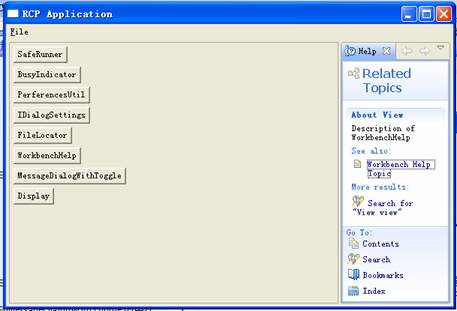 RCP Application
File
SafeRunner
BusyIndicator
PerferencesUtil
IDialogSettings
FileLocator
WorkbenchHelp
MessageDialogWithToggle
Display
Help
Related
Topics
About View
Description of
WorkbenchHelp
See also:
Workbench Help
Topic
More results:
Search for
"View view"
Go To:
Contents
Search
Bookmarks
Index